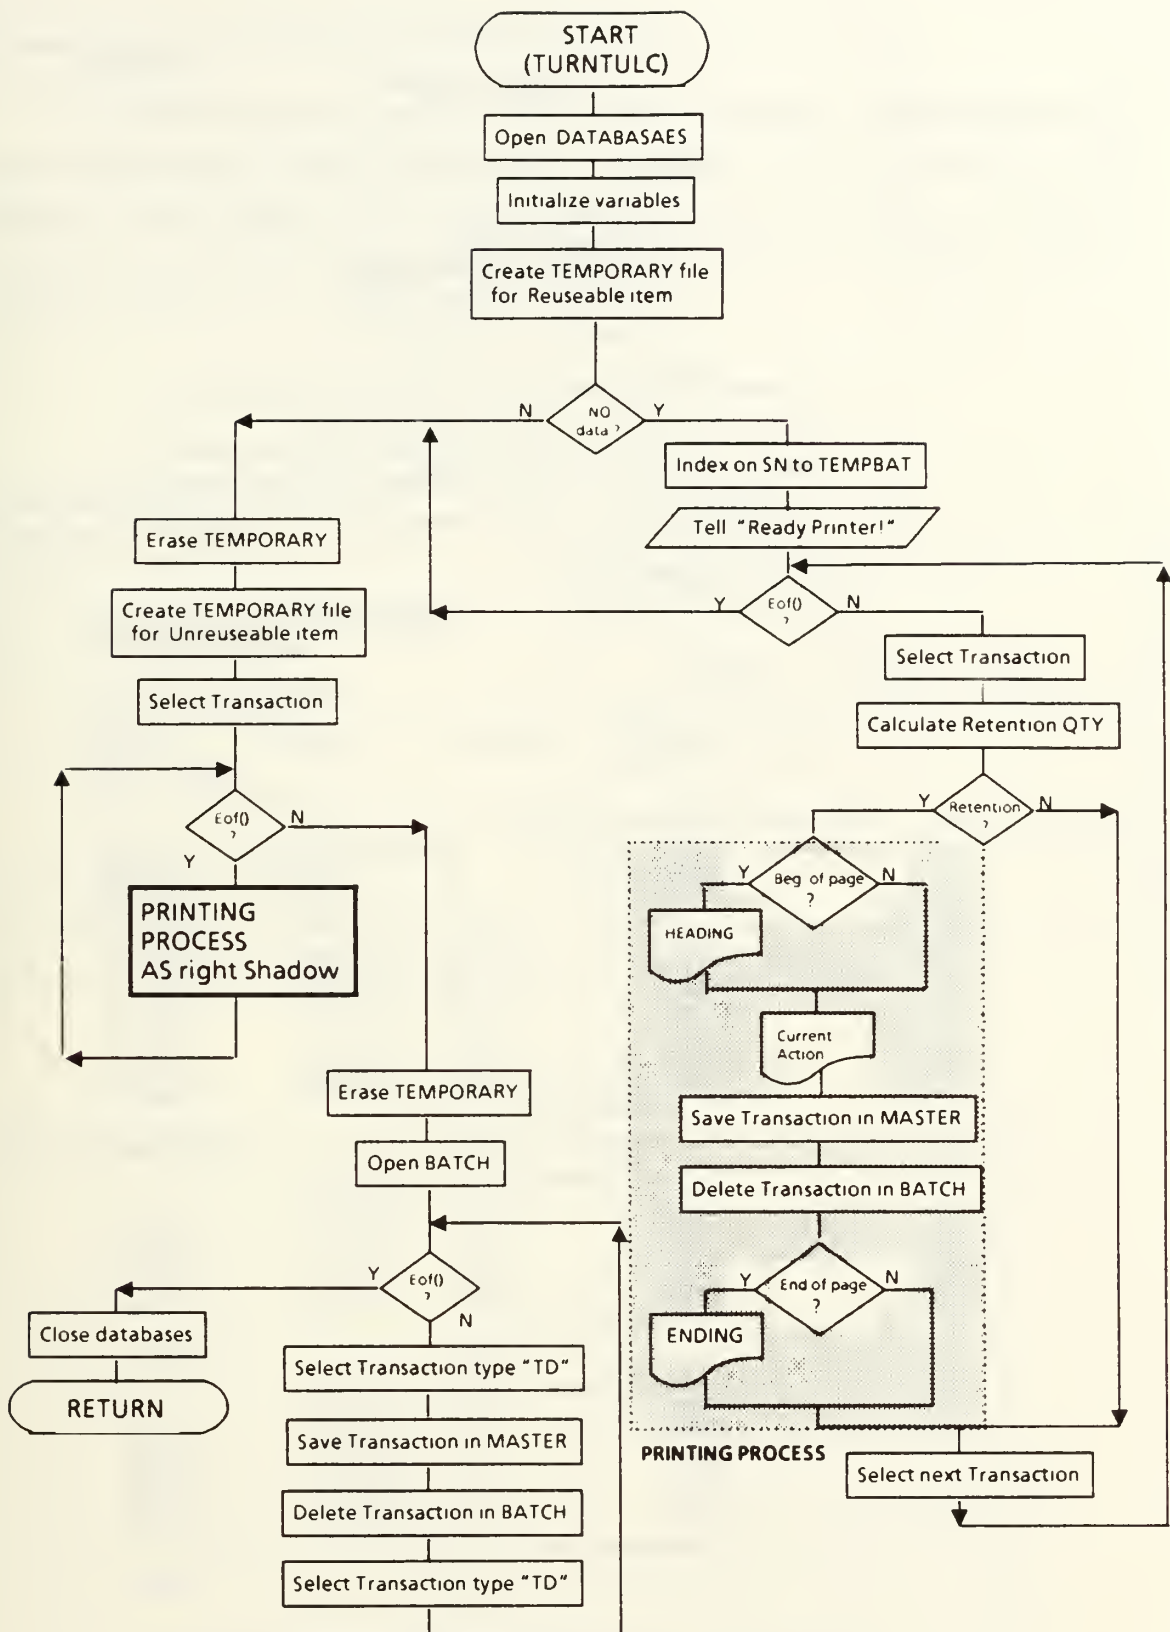 START
(TURNTULC)
Open DATABASAES
Initialize variables
Create TEMPORARY file
for Reuseable item
N
NO
data ?
Y
Index on SN to TEMPBAT
Tell "Ready Printer!"
Y
Eof()
?
N
Select Transaction
Calculate Retention QTY
Y
Retention
?
N
Y
Beg of page
?
N
HEADING
Current
Action
Save Transaction in MASTER
Delete Transaction in BATCH
Y
End of page
?
N
ENDING
PRINTING PROCESS
Select next Transaction
Erase TEMPORARY
Create TEMPORARY file
for Unreuseable item
Select Transaction
Eof()
?
N
Y
PRINTING
PROCESS
AS right Shadow
Erase TEMPORARY
Open BATCH
Y
Eof()
?
N
Close databases
RETURN
Select Transaction type "TD"
Save Transaction in MASTER
Delete Transaction in BATCH
Select Transaction type "TD"